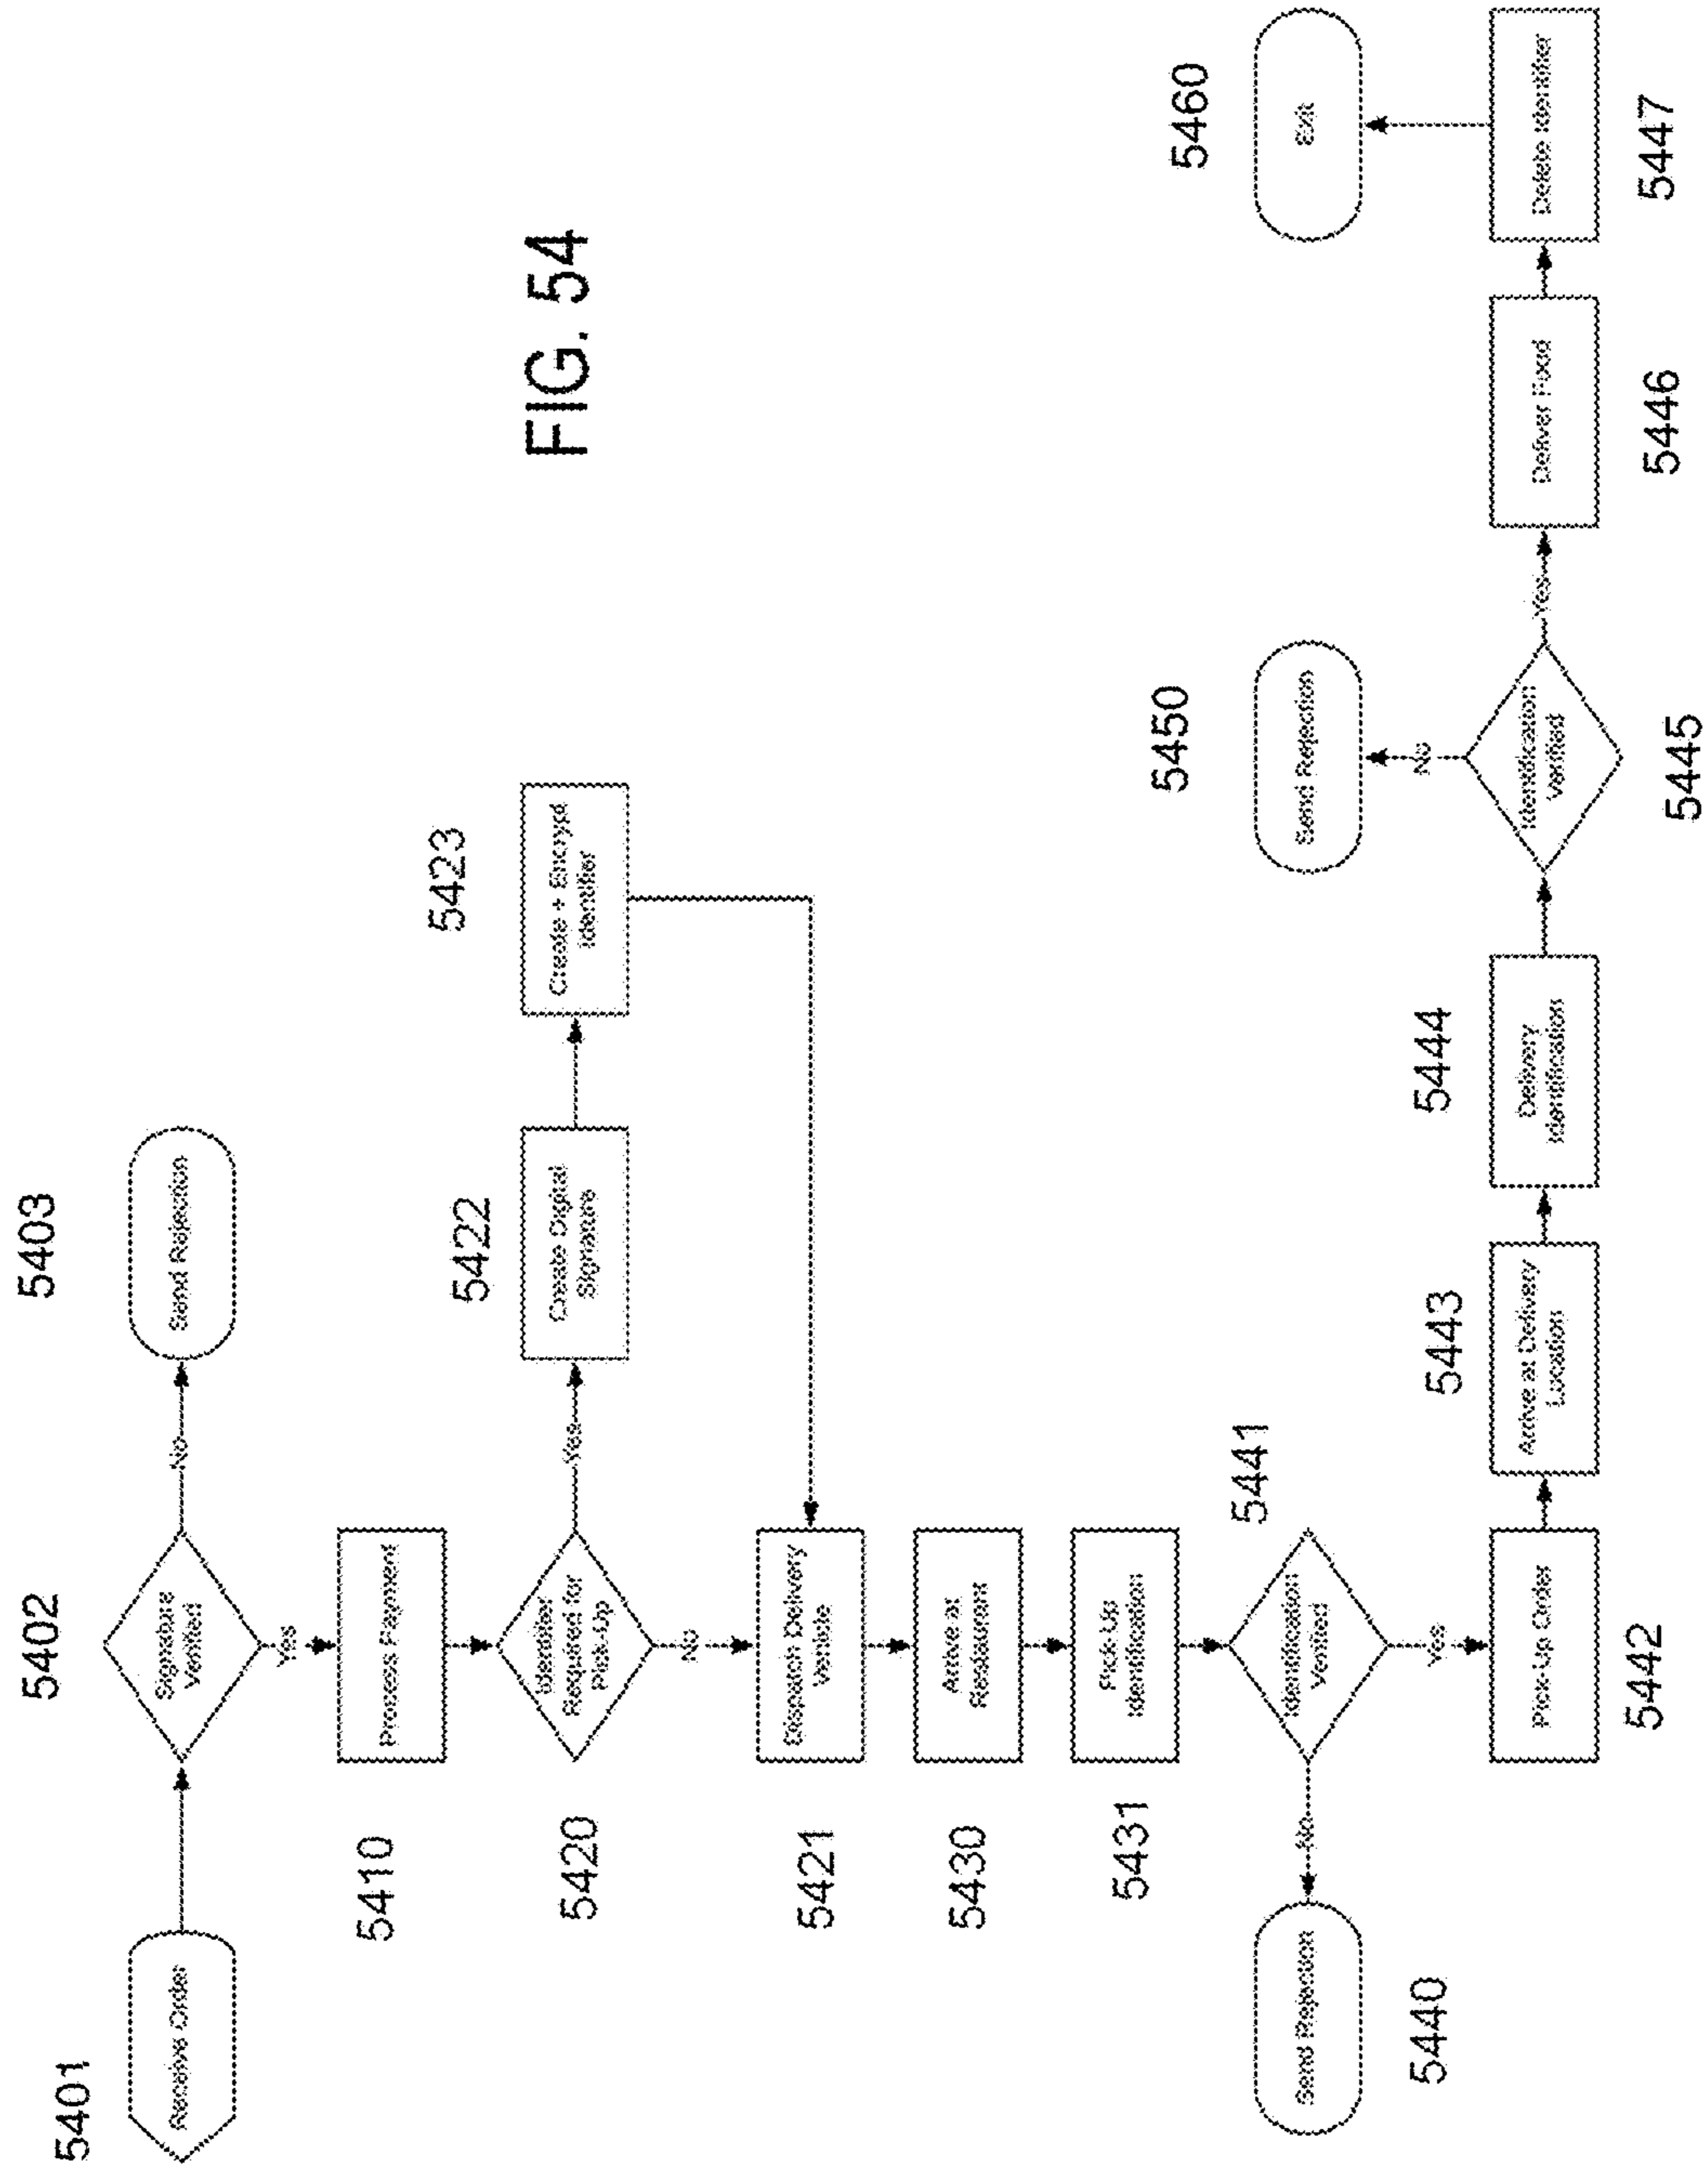 5401
Receive Order
5402
Signature
Verified
No
5403
Send Rejection
Yes
5410
Process Payment
5420
Identifier
Required for
Pick-Up
Yes
5422
Create Digital
Signature
5423
Create + Encrypt
Identifier
No
5421
Dispatch Delivery
Vehicle
5430
Arrive at
Restaurant
5431
Pick-Up
Identification
5441
Identification
Verified
No
5440
Send Rejection
Yes
5442
Pick-Up Order
5443
Arrive at Delivery
Location
5444
Delivery
Identification
5445
Identification
Verified
No
5450
Send Rejection
Yes
5446
Deliver Food
5447
Delete Identifier
5460
Exit
FIG. 54